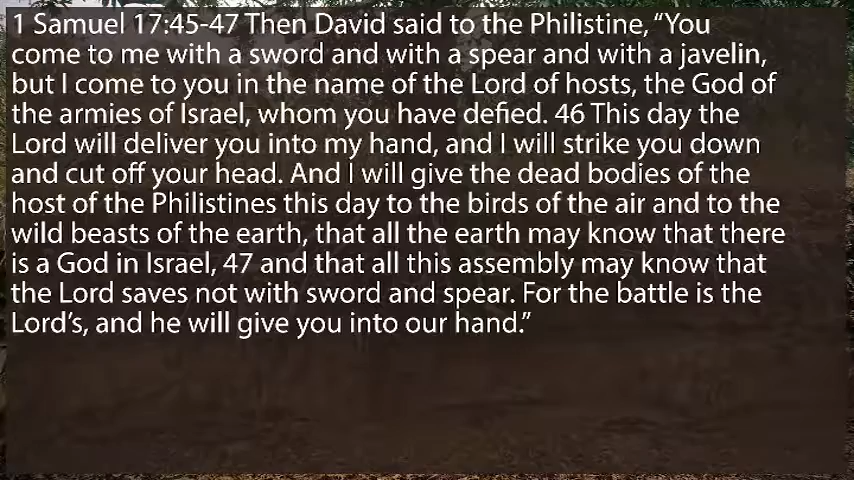 1 Samuel 17:45-47 Then David said to the Philistine, “You
come to me with a sword and with a spear and with a javelin,
but I come to you in the name of the Lord of hosts, the God of
the armies of Israel, whom you have defied. 46 This day the
Lord will deliver you into my hand, and I will strike you down
and cut off your head. And I will give the dead bodies of the
host of the Philistines this day to the birds of the air and to the
wild beasts of the earth, that all the earth may know that there
is a God in Israel, 47 and that all this assembly may know that
the Lord saves not with sword and spear. For the battle is the
Lord’s, and he will give you into our hand.”